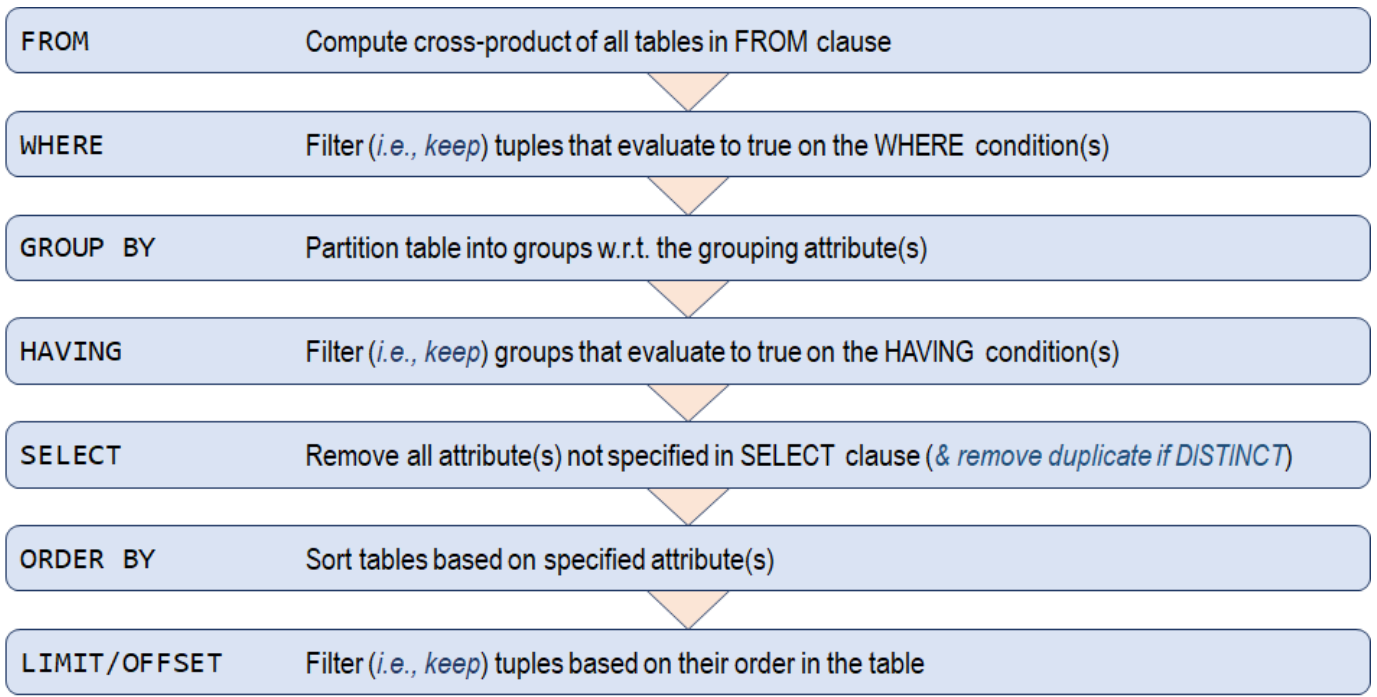 FROM Compute cross-product of all tables in FROM clause
WHERE Filter (i.e., keep) tuples that evaluate to true on the WHERE condition(s)
GROUP BY Partition table into groups w.r.t. the grouping attribute(s)
HAVING Filter (i.e., keep) groups that evaluate to true on the HAVING condition(s)
SELECT Remove all attribute(s) not specified in SELECT clause (& remove duplicate if DISTINCT)
ORDER BY Sort tables based on specified attribute(s)
LIMIT/OFFSET Filter (i.e., keep) tuples based on their order in the table